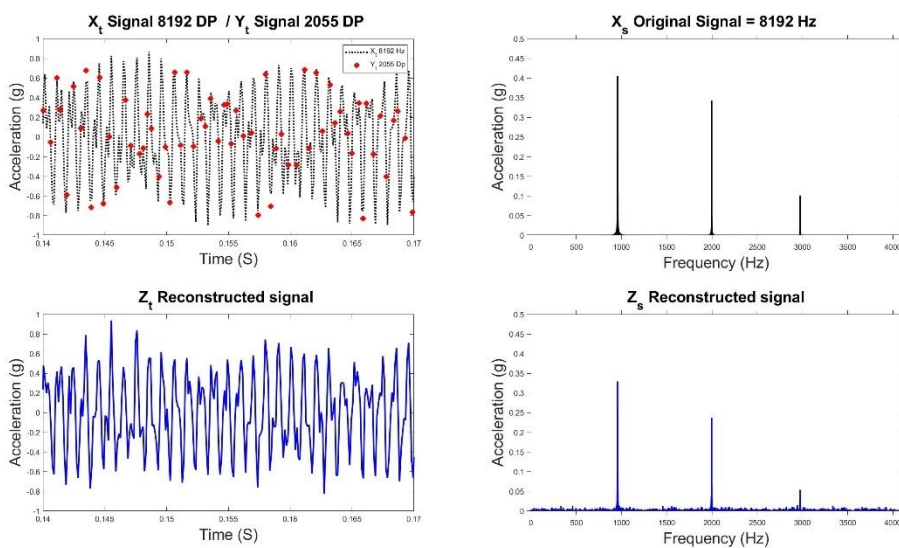 X_t Signal 8192 DP / Y_t Signal 2055 DP
1
0.8
0.6
0.4
0.2
0
-0.2
-0.4
-0.6
-0.8
-1
Acceleration (g)
X_t 8192 Hz
Y_t 2055 Dp
0.14 0.145 0.15 0.155 0.16 0.165 0.17
Time (S)
X_s Original Signal = 8192 Hz
0.5
0.45
0.4
0.35
0.3
0.25
0.2
0.15
0.1
0.05
0
Acceleration (g)
0 500 1000 1500 2000 2500 3000 3500 4000
Frequency (Hz)
Z_t Reconstructed signal
1
0.8
0.6
0.4
0.2
0
-0.2
-0.4
-0.6
-0.8
-1
Acceleration (g)
0.14 0.145 0.15 0.155 0.16 0.165 0.17
Time (S)
Z_s Reconstructed signal
0.5
0.45
0.4
0.35
0.3
0.25
0.2
0.15
0.1
0.05
0
Acceleration (g)
0 500 1000 1500 2000 2500 3000 3500 4000
Frequency (Hz)